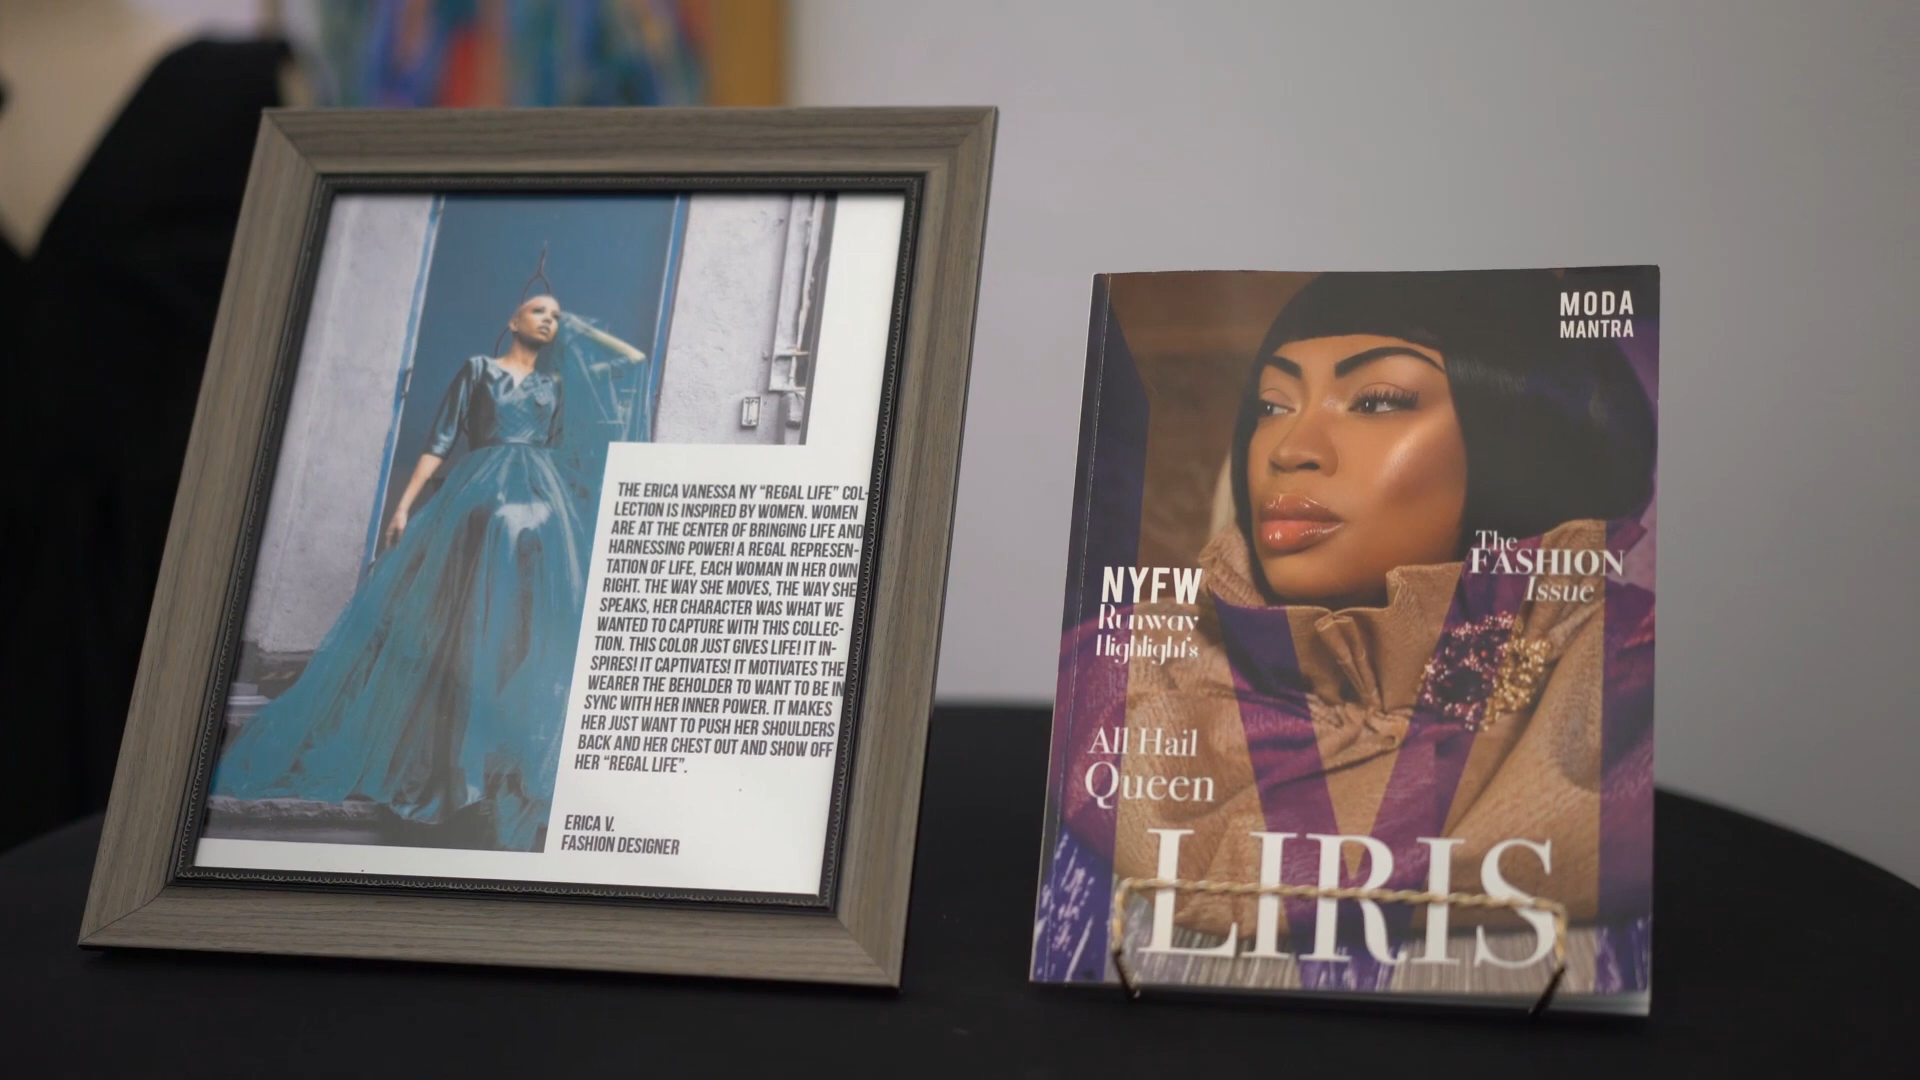 THE ERICA VANESSA NY “REGAL LIFE” COL-
LECTION IS INSPIRED BY WOMEN. WOMEN
ARE AT THE CENTER OF BRINGING LIFE AND
HARNESSING POWER! A REGAL REPRESEN-
TATION OF LIFE, EACH WOMAN IN HER OWN
RIGHT. THE WAY SHE MOVES, THE WAY SHE
SPEAKS, HER CHARACTER WAS WHAT WE
WANTED TO CAPTURE WITH THIS COLLEC-
TION. THIS COLOR JUST GIVES LIFE! IT IN-
SPIRES! IT CAPTIVATES! IT MOTIVATES THE
WEARER THE BEHOLDER TO WANT TO BE IN
SYNC WITH HER INNER POWER. IT MAKES
HER JUST WANT TO PUSH HER SHOULDERS
BACK AND HER CHEST OUT AND SHOW OFF
HER “REGAL LIFE”.
ERICA V.
FASHION DESIGNER
MODA
MANTRA
The
FASHION
Issue
NYFW
Runway
Highlights
All Hail
Queen
LIRIS